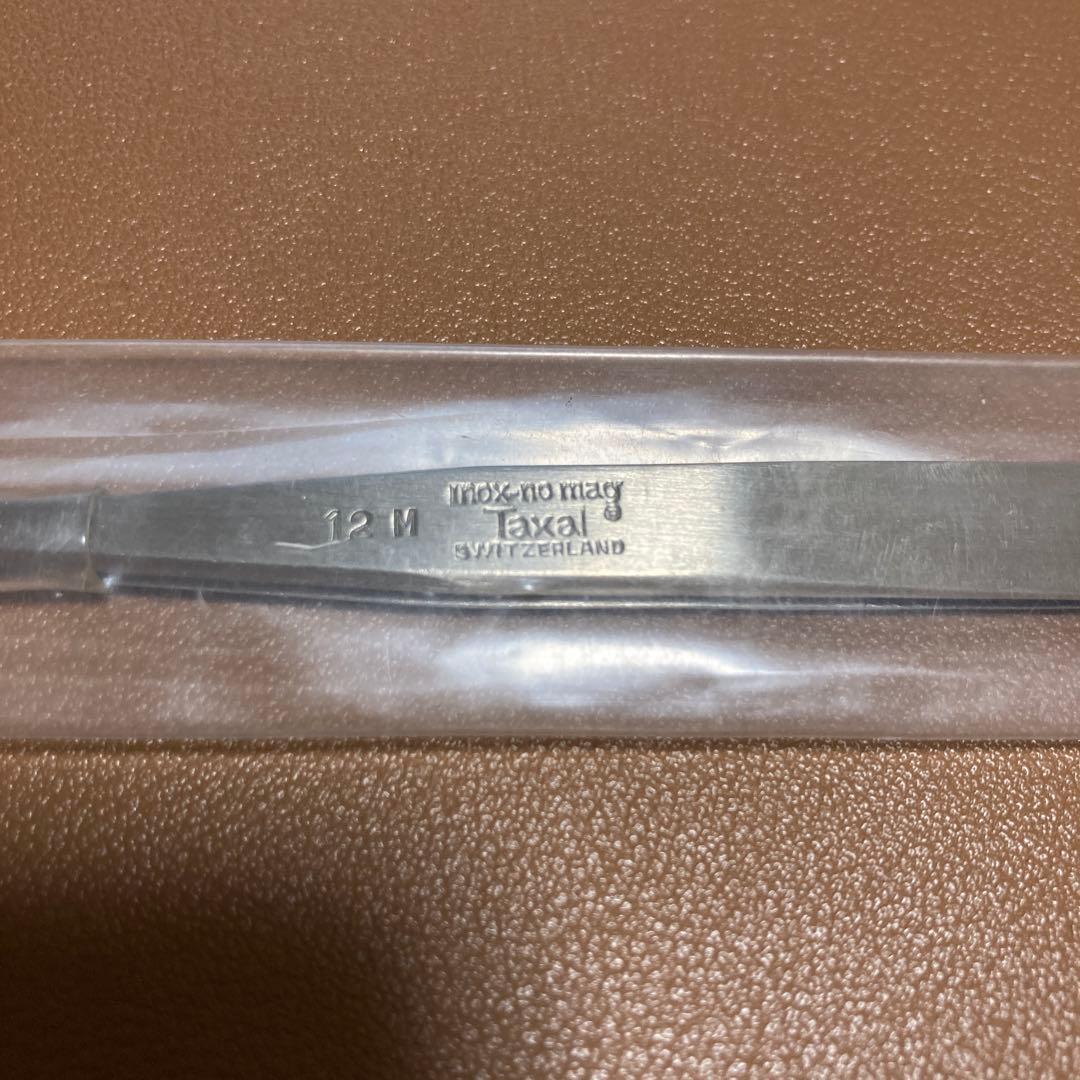 12 M
inox-no mag
Taxal ®
SWITZERLAND